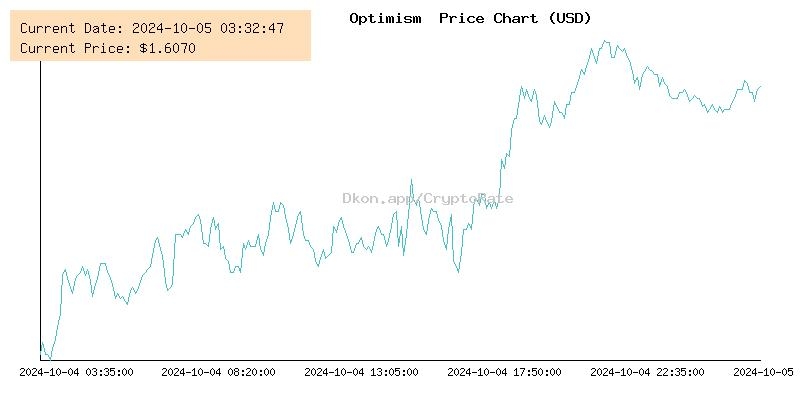 Optimism  Price Chart (USD)
Current Date: 2024-10-05 03:32:47
Current Price: $1.6070
Dkon.app/CryptoRate
2024-10-04 03:35:00 2024-10-04 08:20:00 2024-10-04 13:05:00 2024-10-04 17:50:00 2024-10-04 22:35:00 2024-10-05